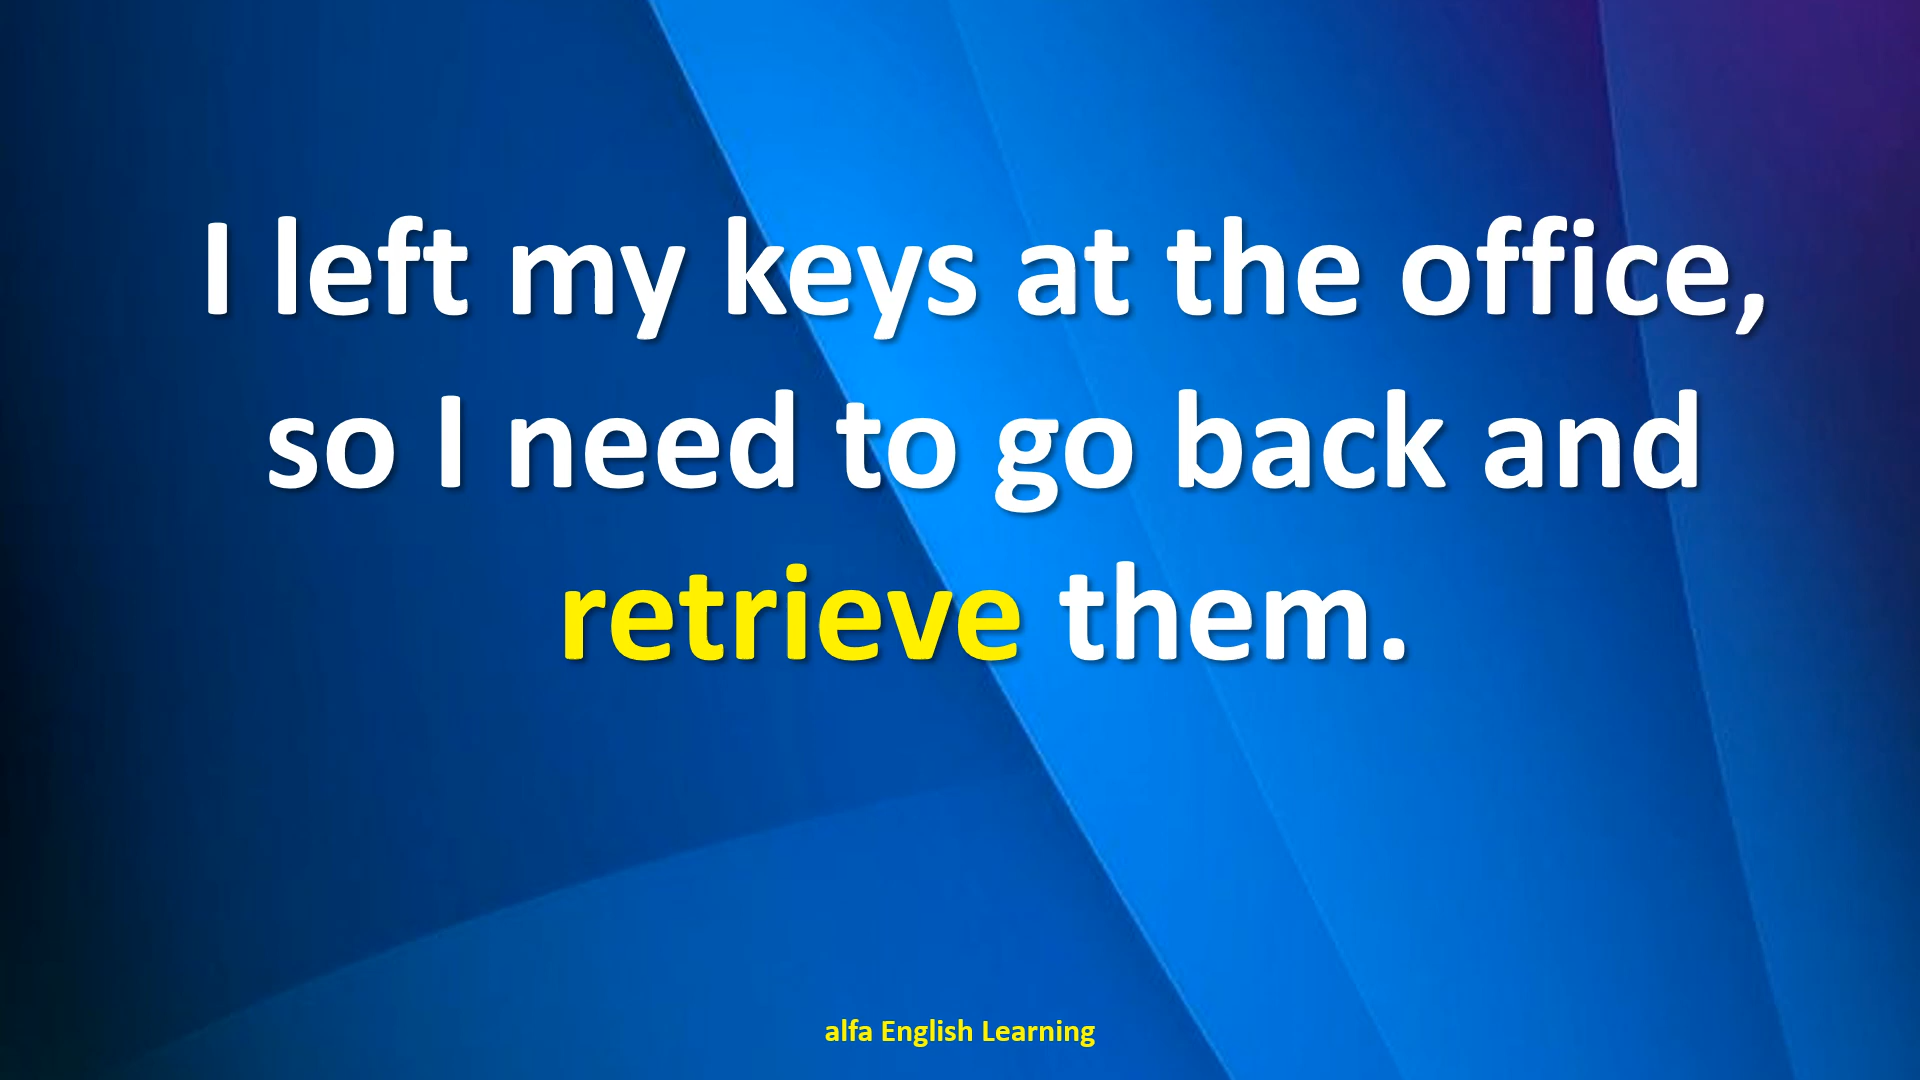 I left my keys at the office,
so I need to go back and
retrieve them.
alfa English Learning